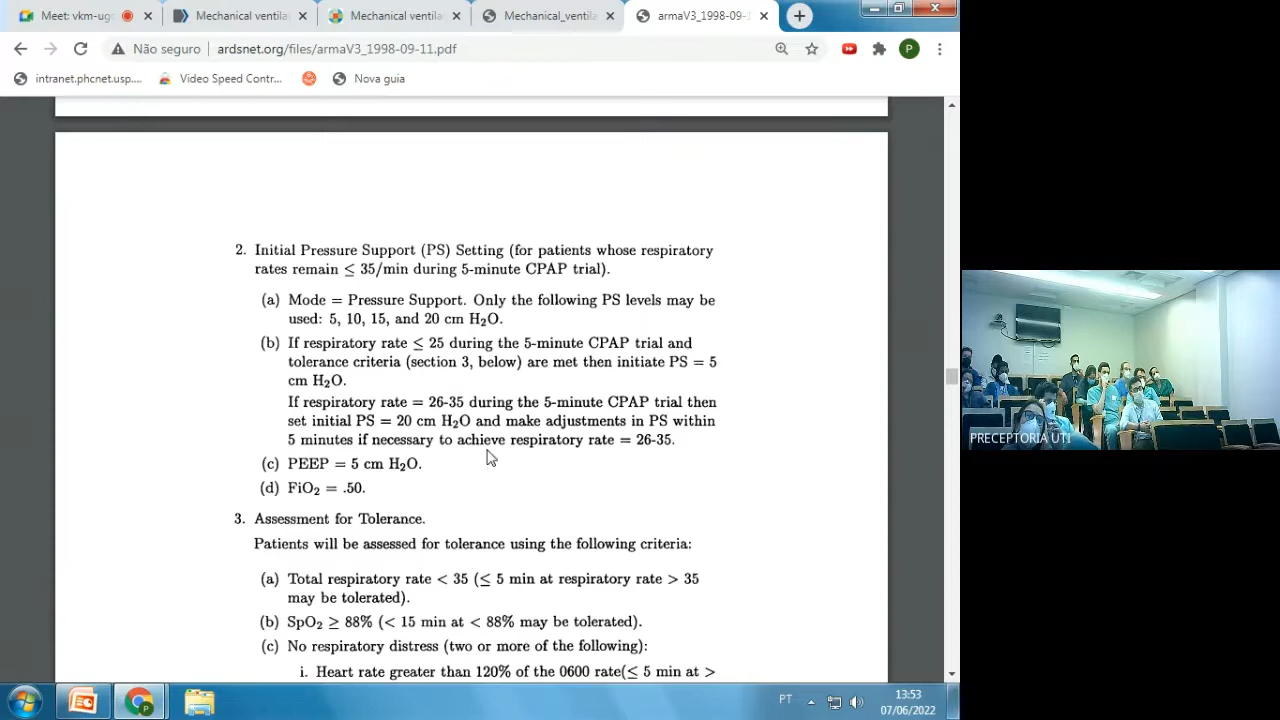 Meet: vkm-ug
Mechanical ventila
Mechanical ventila
Mechanical_ventil
armaV3_1998-09-1
Não seguro | ardsnet.org/files/armaV3_1998-09-11.pdf
P
intranet.phcnet.usp....
Video Speed Contr...
Nova guia
2. Initial Pressure Support (PS) Setting (for patients whose respiratory
rates remain ≤ 35/min during 5-minute CPAP trial).
(a) Mode = Pressure Support. Only the following PS levels may be
used: 5, 10, 15, and 20 cm H₂O.
(b) If respiratory rate ≤ 25 during the 5-minute CPAP trial and
tolerance criteria (section 3, below) are met then initiate PS = 5
cm H₂O.
If respiratory rate = 26-35 during the 5-minute CPAP trial then
set initial PS = 20 cm H₂O and make adjustments in PS within
5 minutes if necessary to achieve respiratory rate = 26-35.
(c) PEEP = 5 cm H₂O.
(d) FiO₂ = .50.
3. Assessment for Tolerance.
Patients will be assessed for tolerance using the following criteria:
(a) Total respiratory rate < 35 (≤ 5 min at respiratory rate > 35
may be tolerated).
(b) SpO₂ ≥ 88% (< 15 min at < 88% may be tolerated).
(c) No respiratory distress (two or more of the following):
i. Heart rate greater than 120% of the 0600 rate(≤ 5 min at >
PRECEPTORIA UTI
PT
13:53
07/06/2022